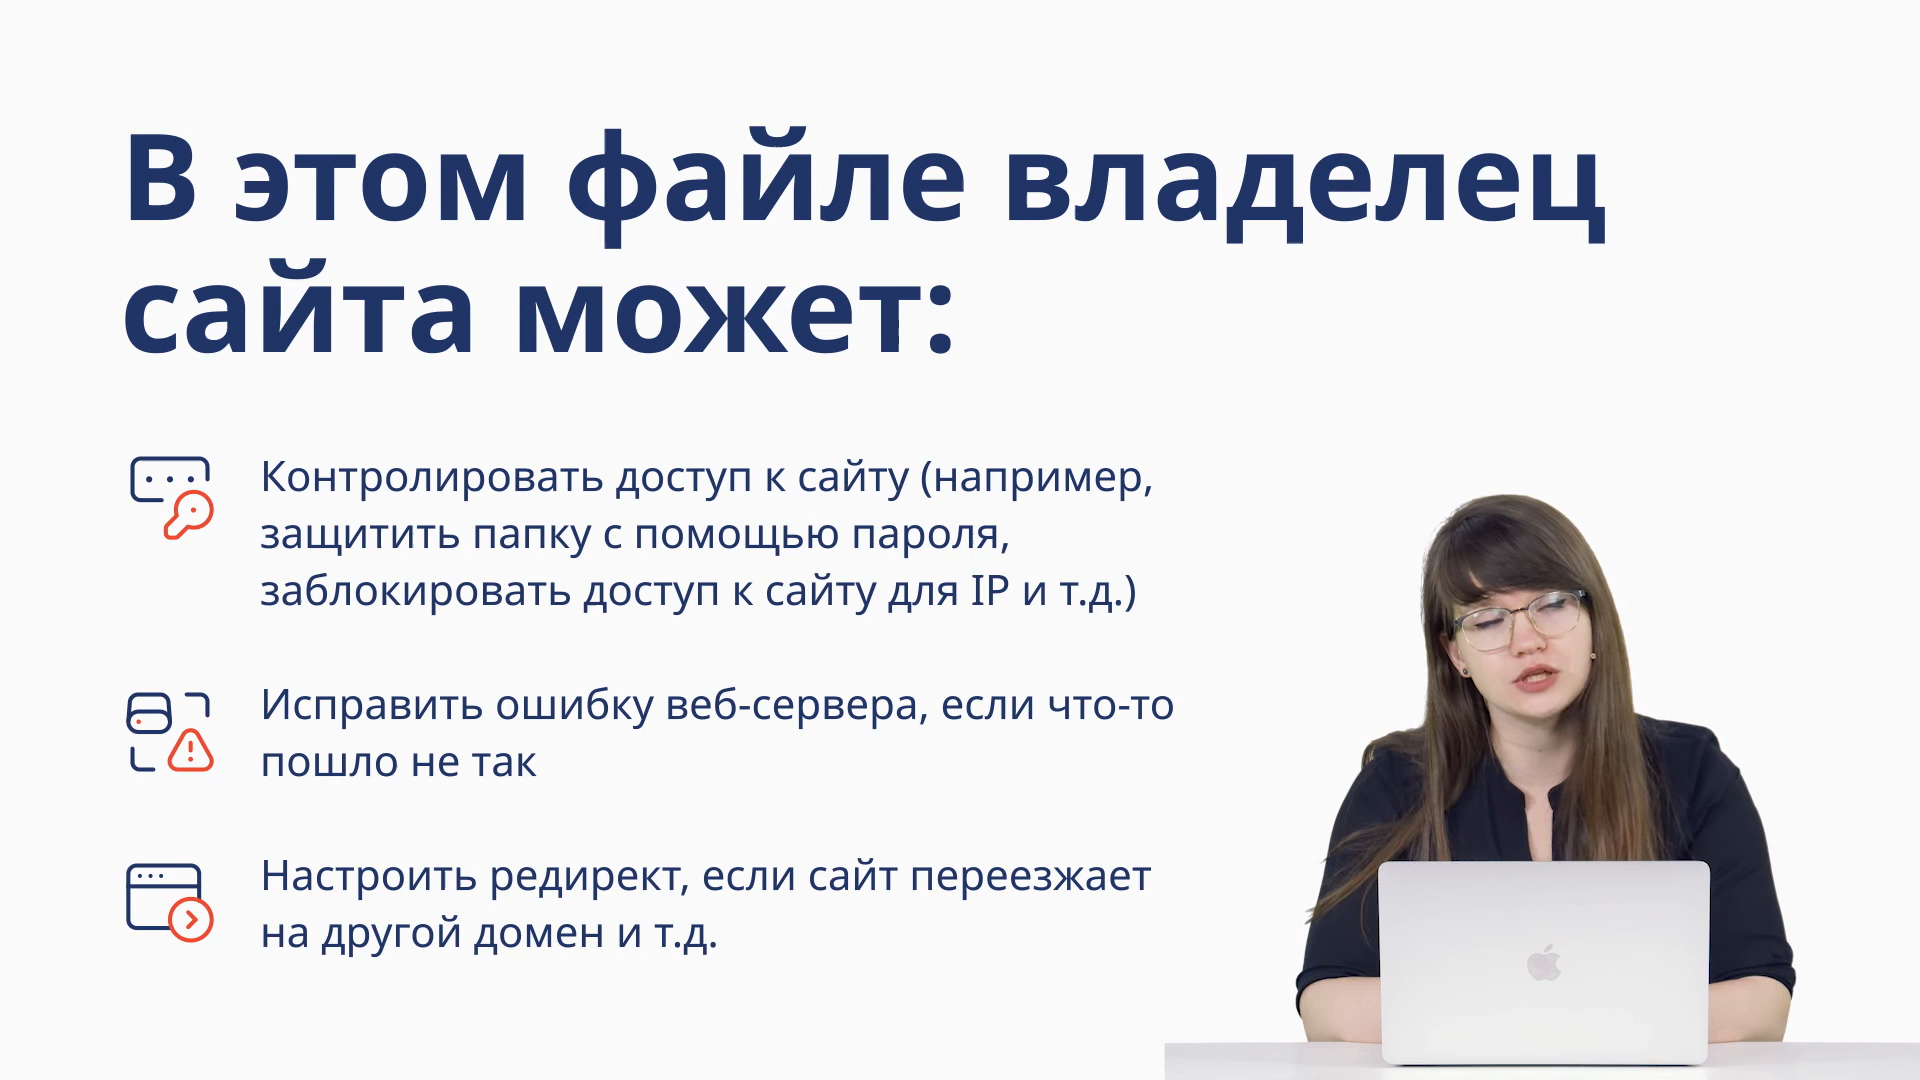 В этом файле владелец
сайта может:
Контролировать доступ к сайту (например,
защитить папку с помощью пароля,
заблокировать доступ к сайту для IP и т.д.)
Исправить ошибку веб-сервера, если что-то
пошло не так
Настроить редирект, если сайт переезжает
на другой домен и т.д.